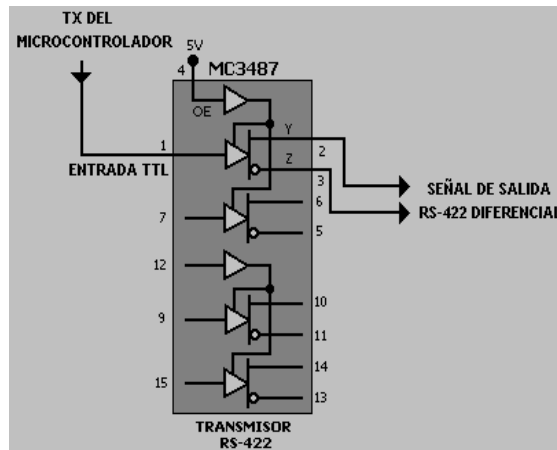 TX DEL
MICROCONTROLADOR
5V
4
MC3487
OE
1
Y
2
ENTRADA TTL
Z
3
SEÑAL DE SALIDA
RS-422 DIFERENCIAL
6
7
5
12
10
9
11
14
15
13
TRANSMISOR
RS-422